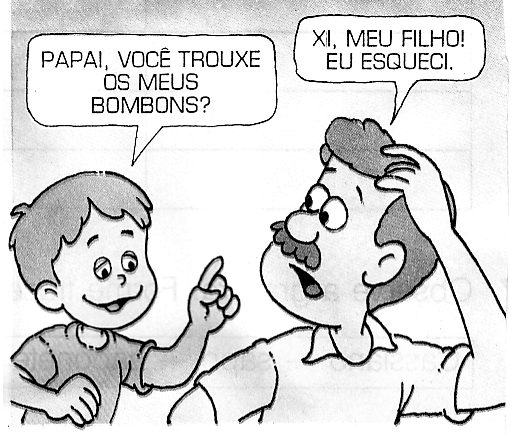 PAPAI, VOCÊ TROUXE
OS MEUS
BOMBONS?
XI, MEU FILHO!
EU ESQUECI.